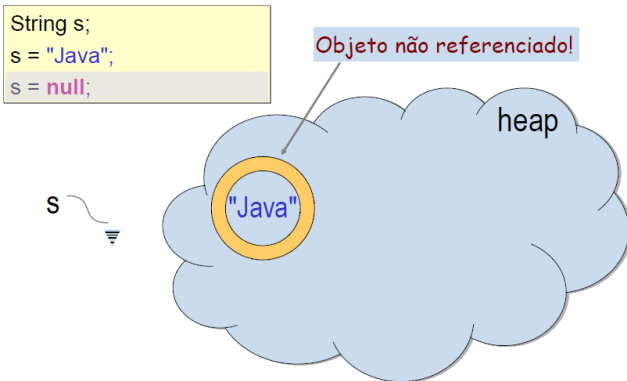 String s;
s = "Java";
s = null;
Objeto não referenciado!
heap
"Java"
s